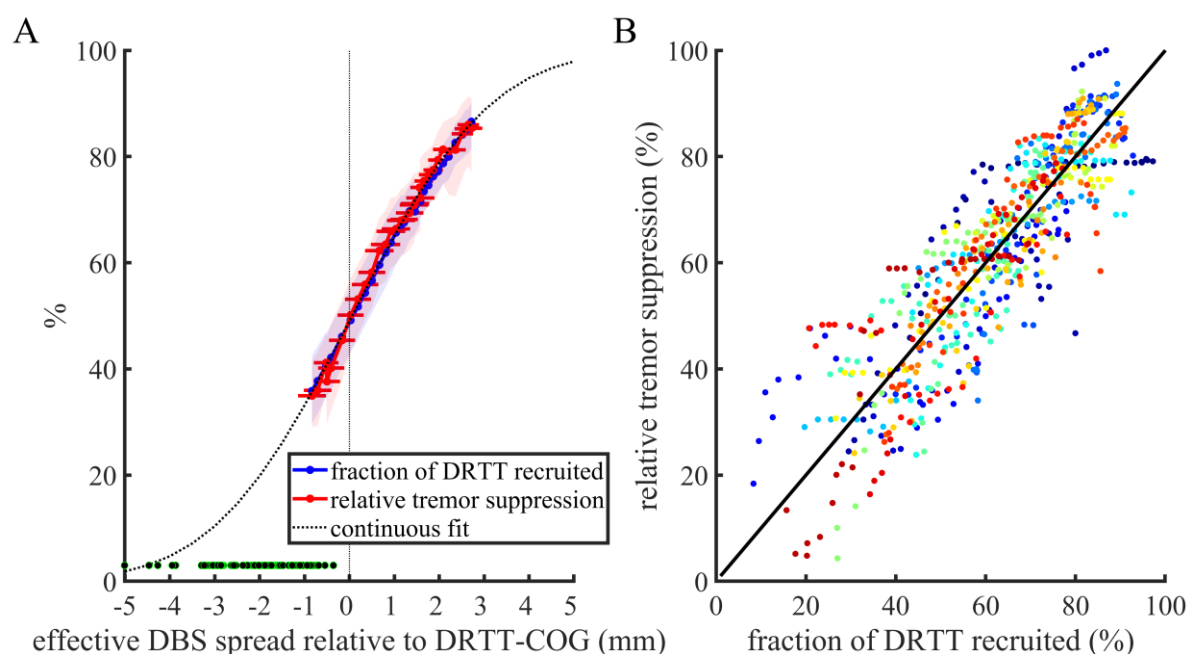 A
100
80
60
40
20
0
%
fraction of DRTT recruited
relative tremor suppression
continuous fit
-5 -4 -3 -2 -1 0 1 2 3 4 5
effective DBS spread relative to DRTT-COG (mm)
B
100
80
60
40
20
0
relative tremor suppression (%)
0 20 40 60 80 100
fraction of DRTT recruited (%)